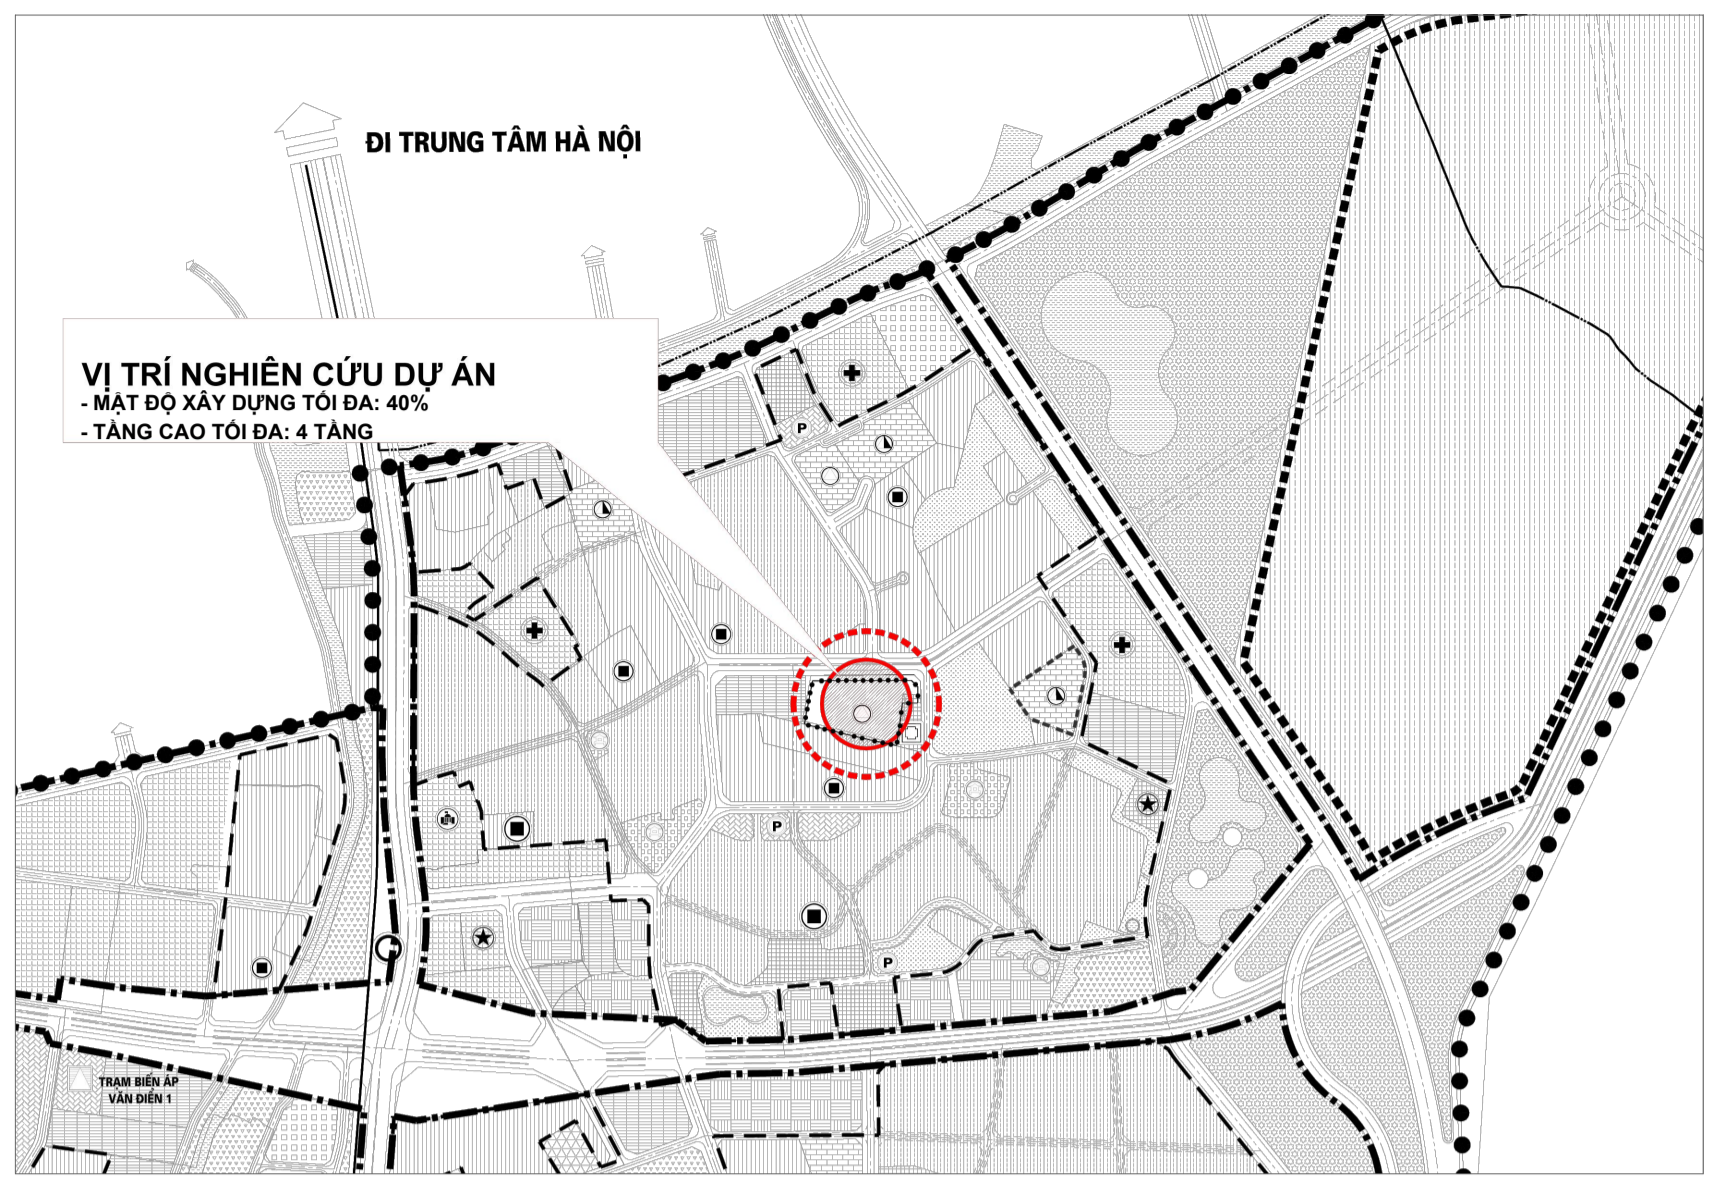 ĐI TRUNG TÂM HÀ NỘI
VỊ TRÍ NGHIÊN CỨU DỰ ÁN
- MẬT ĐỘ XÂY DỰNG TỐI ĐA: 40%
- TẦNG CAO TỐI ĐA: 4 TẦNG
P
P
P
TRẠM BIẾN ÁP
VĂN ĐIỂN 1